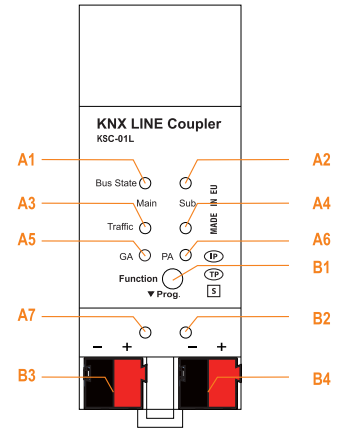 KNX LINE Coupler
KSC-01L
A1
A2
Bus State
Main
Sub
MADE IN EU
A3
A4
Traffic
A5
GA
PA
A6
IP
B1
Function
TP
▼ Prog.
S
A7
B2
− +
− +
B3
B4